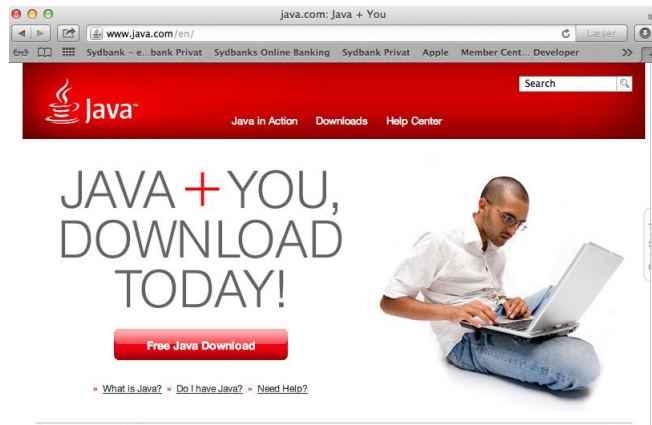 java.com: Java + You
www.java.com/en/
Læser
Sydbank – e...bank Privat Sydbanks Online Banking Sydbank Privat Apple Member Cent... Developer >>
Java™
Search
Java in Action Downloads Help Center
JAVA + YOU,
DOWNLOAD
TODAY!
Free Java Download
» What is Java? » Do I have Java? » Need Help?